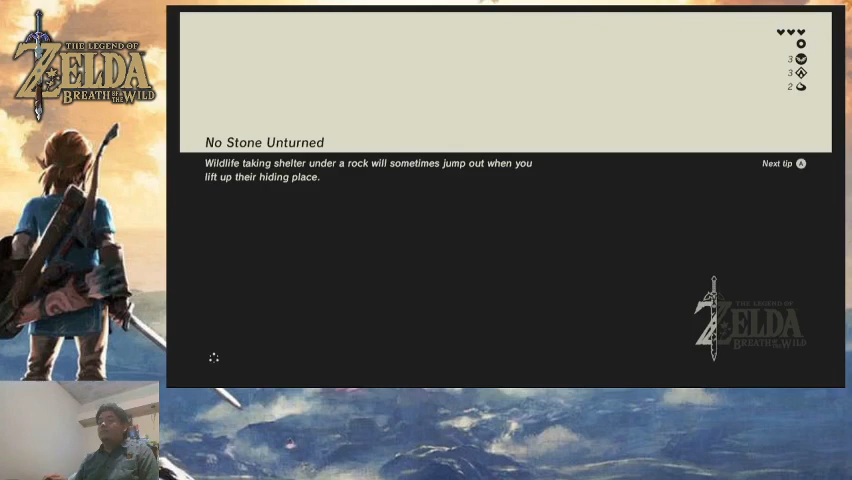 THE LEGEND OF
ZELDA
BREATH OF THE WILD
3
3
2
No Stone Unturned
Wildlife taking shelter under a rock will sometimes jump out when you
lift up their hiding place.
Next tip A
THE LEGEND OF
ZELDA
BREATH OF THE WILD